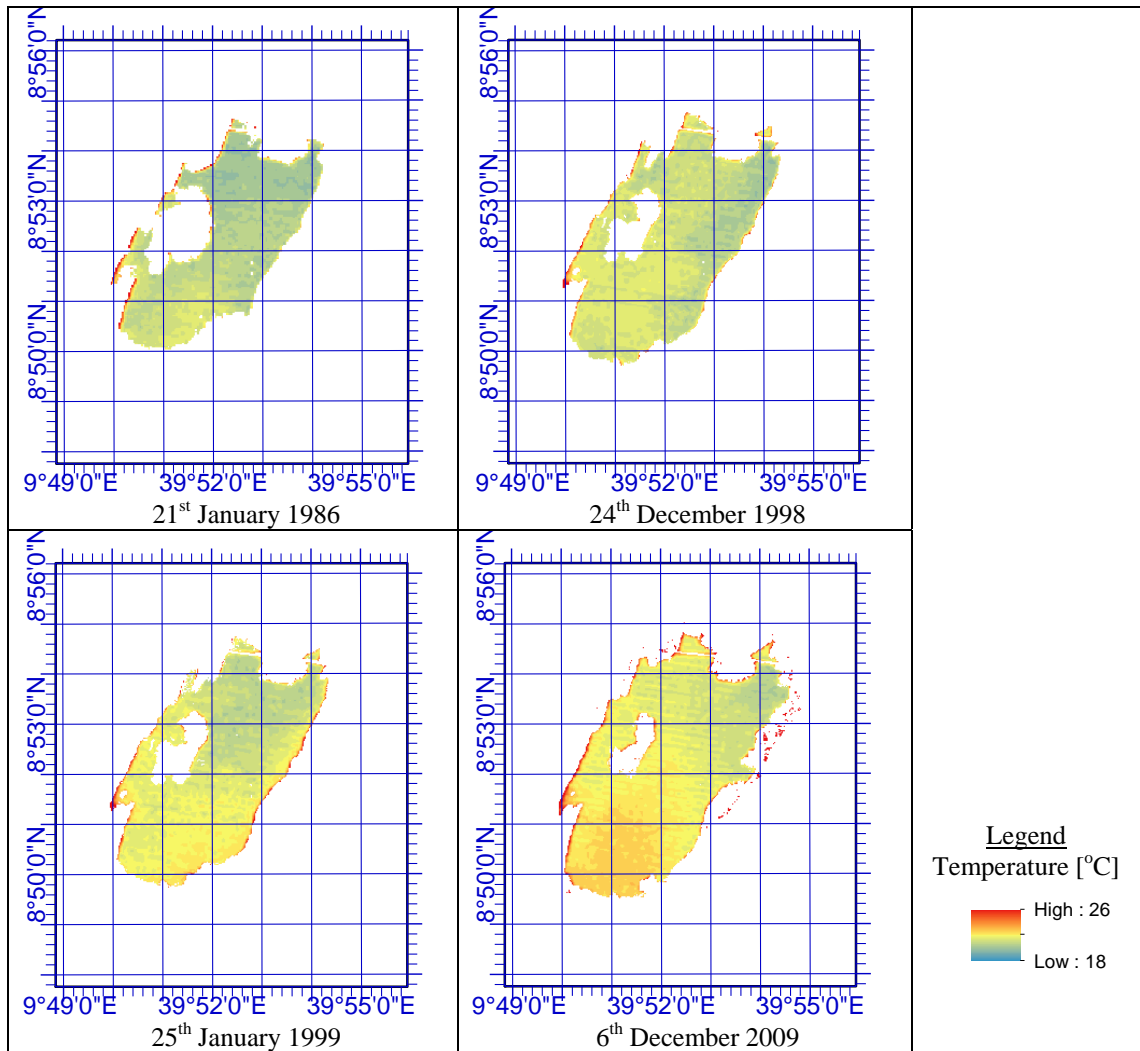 8°56'0"N
8°53'0"N
8°50'0"N
9°49'0"E
39°52'0"E
39°55'0"E
21st January 1986
8°56'0"N
8°53'0"N
8°50'0"N
9°49'0"E
39°52'0"E
39°55'0"E
24th December 1998
8°56'0"N
8°53'0"N
8°50'0"N
9°49'0"E
39°52'0"E
39°55'0"E
25th January 1999
8°56'0"N
8°53'0"N
8°50'0"N
9°49'0"E
39°52'0"E
39°55'0"E
6th December 2009
Legend
Temperature [°C]
High : 26
Low : 18